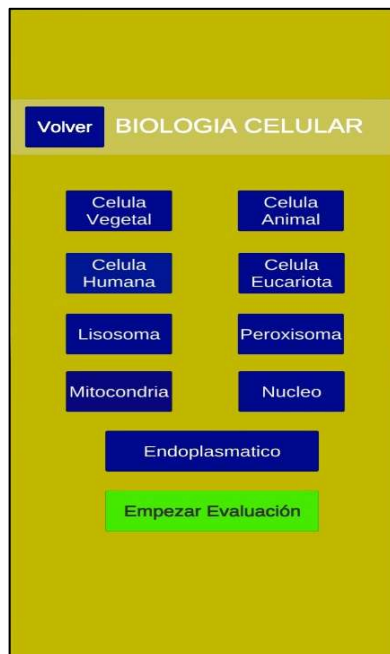 Volver
BIOLOGIA CELULAR
Celula
Vegetal
Celula
Animal
Celula
Humana
Celula
Eucariota
Lisosoma
Peroxisoma
Mitocondria
Nucleo
Endoplasmatico
Empezar Evaluación